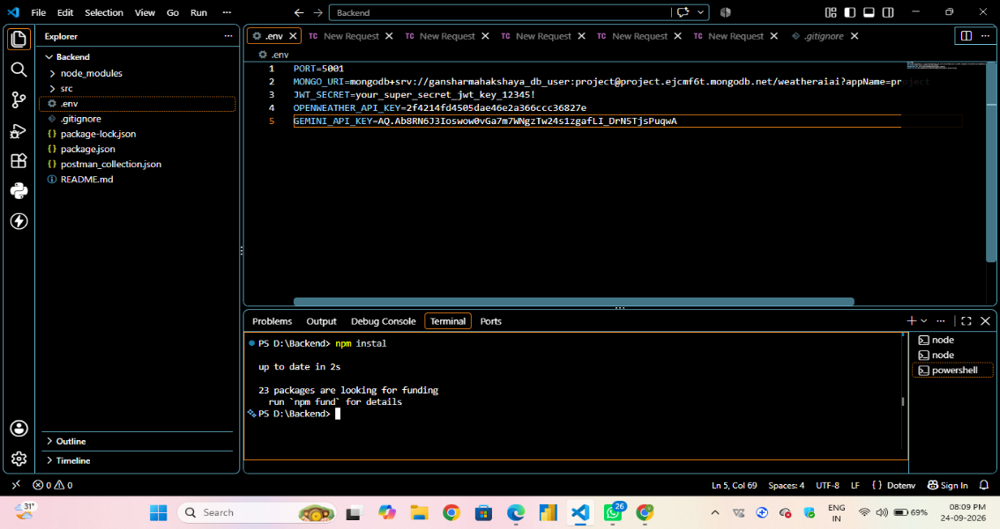 File Edit Selection View Go Run ··· Backend
Explorer ···
Backend
node_modules
src
.env
.gitignore
package-lock.json
package.json
postman_collection.json
README.md
Outline
Timeline
.env TC New Request TC New Request TC New Request TC New Request TC New Request .gitignore
.env
1 PORT=5001
2 MONGO_URI=mongodb+srv://gansharmahakshaya_db_user:project@project.ejcmf6t.mongodb.net/weatheraiai?appName=project
3 JWT_SECRET=your_super_secret_jwt_key_12345!
4 OPENWEATHER_API_KEY=2f4214fd4505dae46e2a366ccc36827e
5 GEMINI_API_KEY=AQ.Ab8RN6J3Ioswow0vGa7m7WNgzTw24s1zgafLI_DrNSTjsPuqwA
Problems Output Debug Console Terminal Ports
PS D:\Backend> npm instal
up to date in 2s
23 packages are looking for funding
run `npm fund` for details
PS D:\Backend>
node
node
powershell
0 0 Ln 5, Col 69 Spaces: 4 UTF-8 LF { } Dotenv Sign In
31° Search 26 ENG IN 69% 08:09 PM 24-09-2026